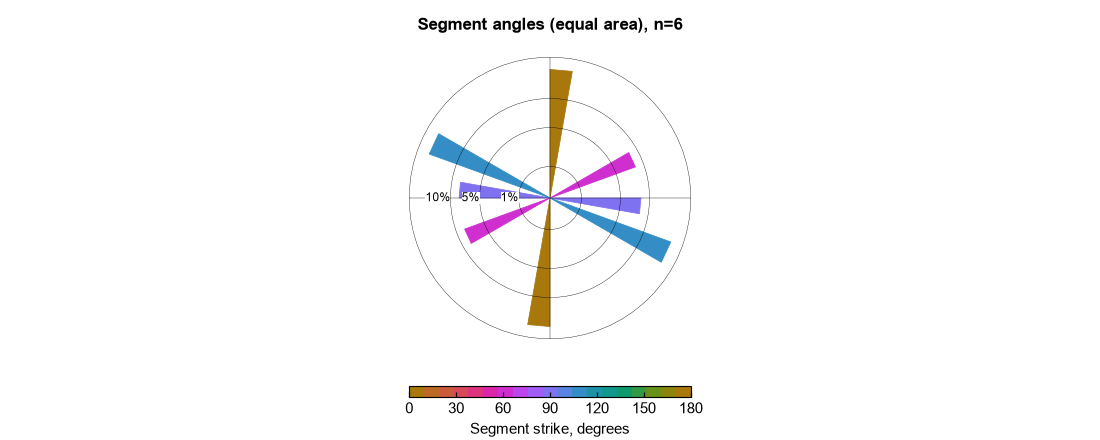 Segment angles (equal area), n=6
10% 5% 1%
0 30 60 90 120 150 180
Segment strike, degrees